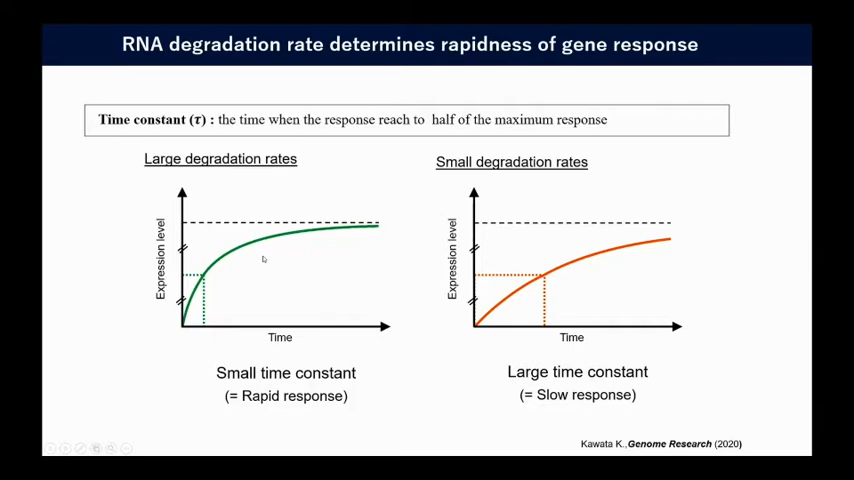 RNA degradation rate determines rapidness of gene response
Time constant (τ) : the time when the response reach to half of the maximum response
Large degradation rates
Small degradation rates
Expression level
Time
Expression level
Time
Small time constant
(= Rapid response)
Large time constant
(= Slow response)
Kawata K.,Genome Research (2020)